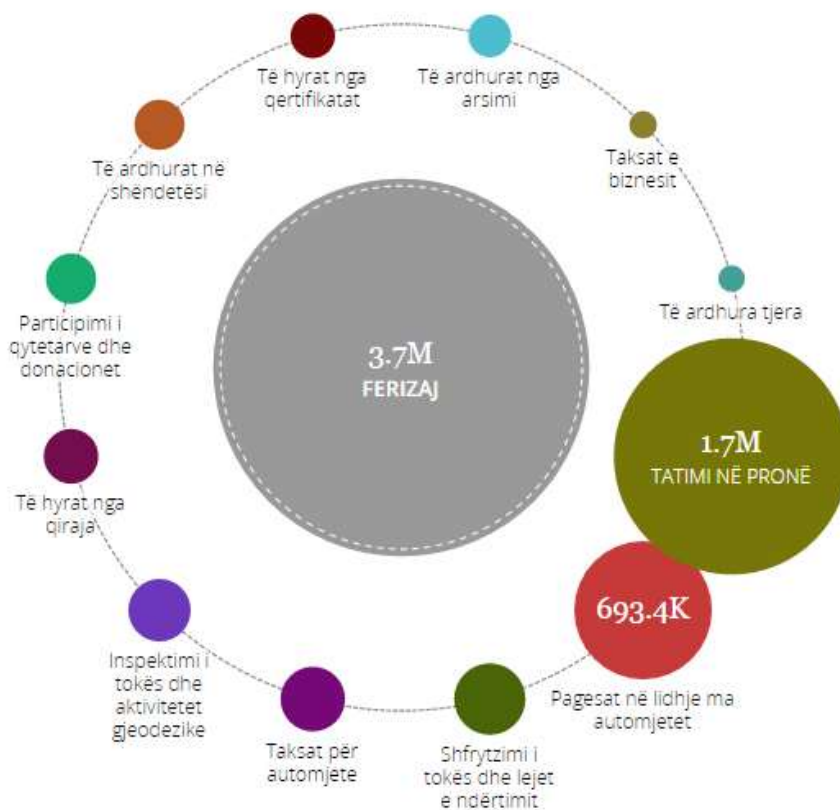 Të hyrat nga
qertifikatat
Të ardhurat nga
arsimi
Të ardhurat në
shëndetësi
Taksat e
biznesit
Participimi i
qytetarve dhe
donacionet
Të ardhura tjera
3.7M
FERIZAJ
1.7M
TATIMI NË PRONË
Të hyrat nga
qiraja
693.4K
Pagesat në lidhje ma
automjetet
Inspektimi i
tokës dhe
aktivitetet
gjeodezike
Taksat për
automjete
Shfrytzimi i
tokës dhe lejet
e ndërtimit